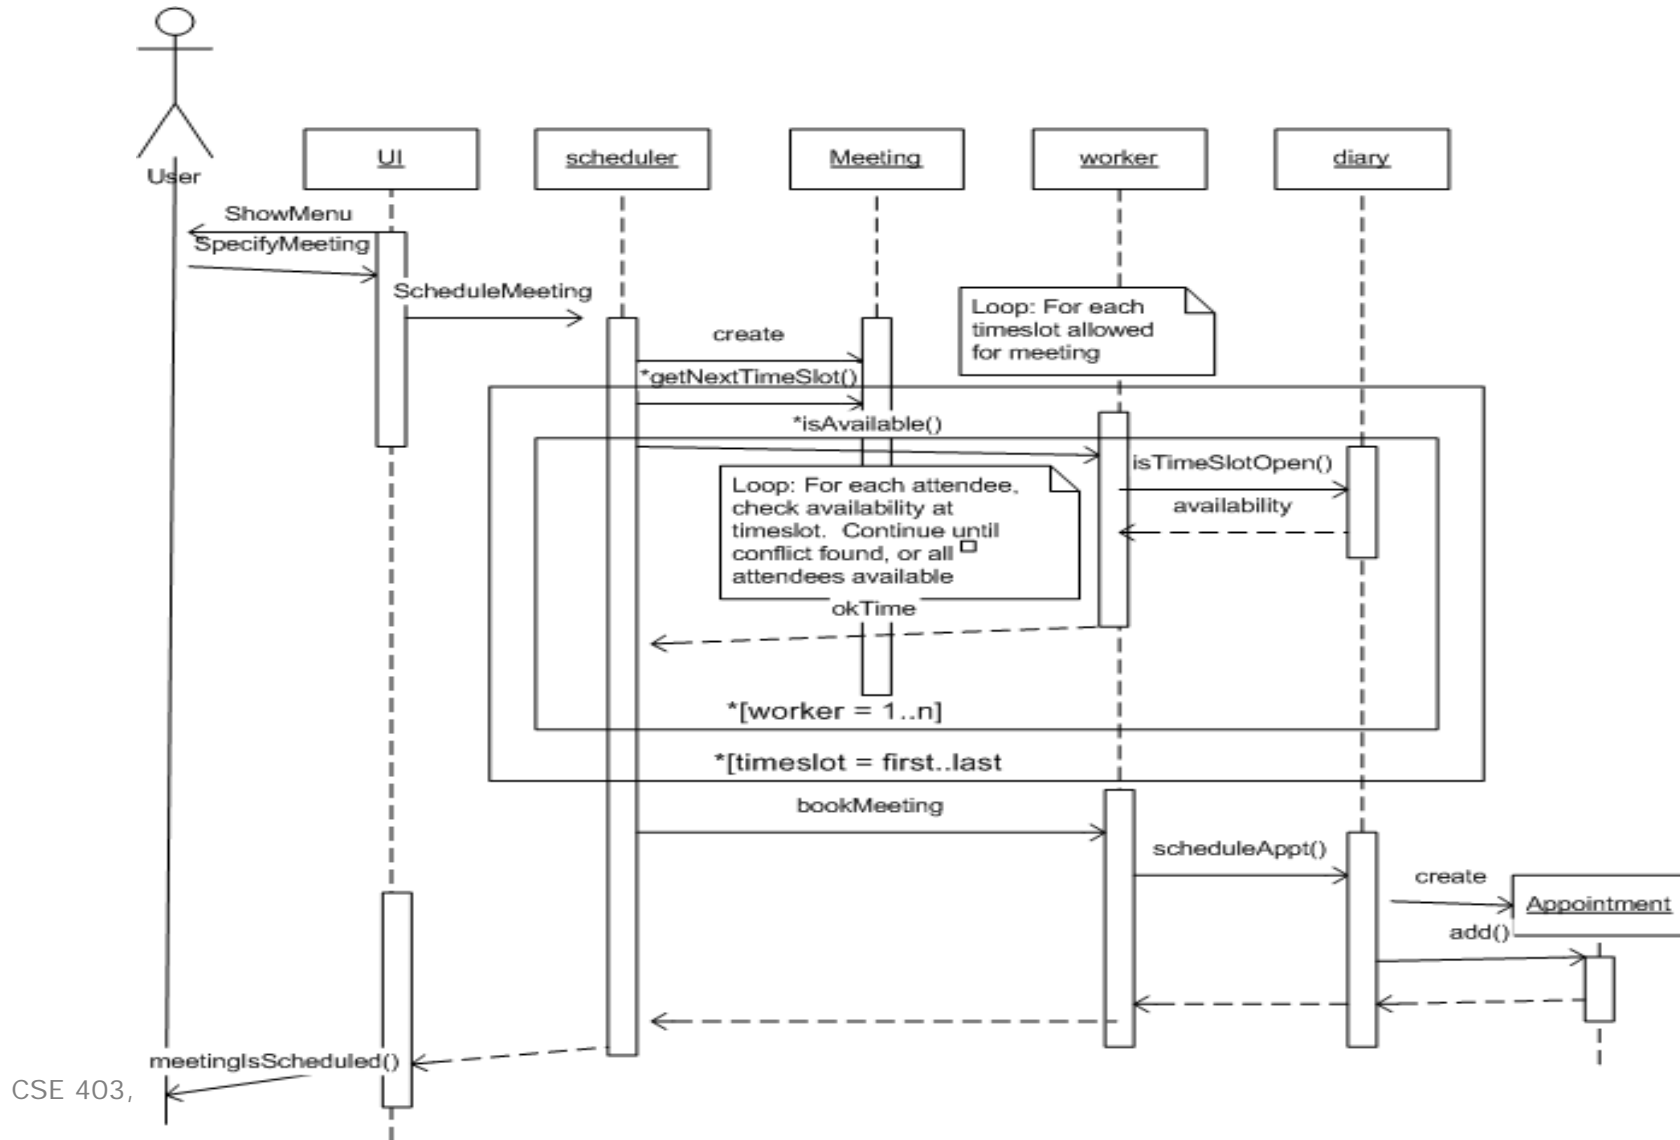 User
UI
scheduler
Meeting
worker
diary
ShowMenu
SpecifyMeeting
ScheduleMeeting
Loop: For each
timeslot allowed
for meeting
create
*getNextTimeSlot()
*isAvailable()
isTimeSlotOpen()
Loop: For each attendee,
check availability at
timeslot. Continue until
conflict found, or all
attendees available
availability
okTime
*[worker = 1..n]
*[timeslot = first..last
bookMeeting
scheduleAppt()
create
Appointment
add()
meetingIsScheduled()
CSE 403,